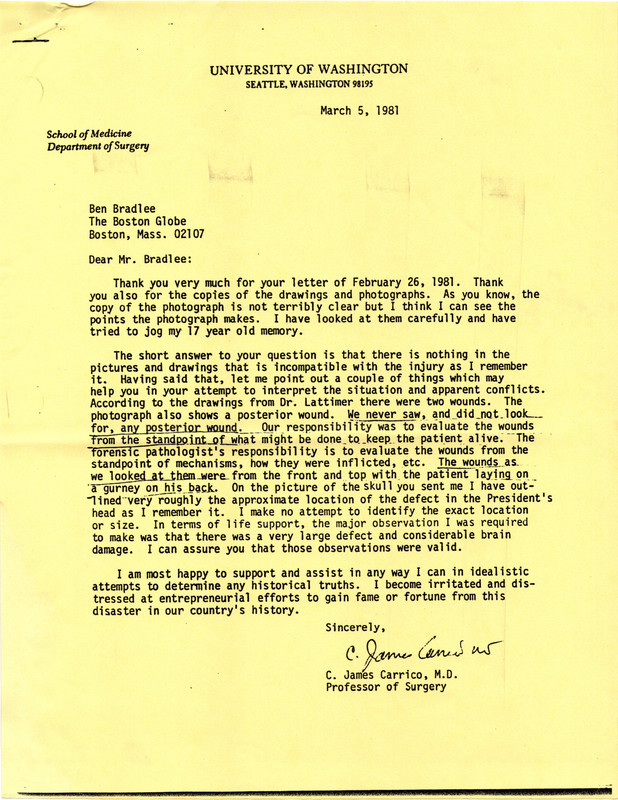 UNIVERSITY OF WASHINGTON
SEATTLE, WASHINGTON 98195
March 5, 1981
School of Medicine
Department of Surgery
Ben Bradlee
The Boston Globe
Boston, Mass. 02107
Dear Mr. Bradlee:
Thank you very much for your letter of February 26, 1981. Thank
you also for the copies of the drawings and photographs. As you know, the
copy of the photograph is not terribly clear but I think I can see the
points the photograph makes. I have looked at them carefully and have
tried to jog my 17 year old memory.
The short answer to your question is that there is nothing in the
pictures and drawings that is incompatible with the injury as I remember
it. Having said that, let me point out a couple of things which may
help you in your attempt to interpret the situation and apparent conflicts.
According to the drawings from Dr. Lattimer there were two wounds. The
photograph also shows a posterior wound. We never saw, and did not look
for, any posterior wound. Our responsibility was to evaluate the wounds
from the standpoint of what might be done to keep the patient alive. The
forensic pathologist's responsibility is to evaluate the wounds from the
standpoint of mechanisms, how they were inflicted, etc. The wounds as
we looked at them were from the front and top with the patient laying on
a gurney on his back. On the picture of the skull you sent me I have out-
lined very roughly the approximate location of the defect in the President's
head as I remember it. I make no attempt to identify the exact location
or size. In terms of life support, the major observation I was required
to make was that there was a very large defect and considerable brain
damage. I can assure you that those observations were valid.
I am most happy to support and assist in any way I can in idealistic
attempts to determine any historical truths. I become irritated and dis-
tressed at entrepreneurial efforts to gain fame or fortune from this
disaster in our country's history.
Sincerely,
C. James Carrico MD
C. James Carrico, M.D.
Professor of Surgery